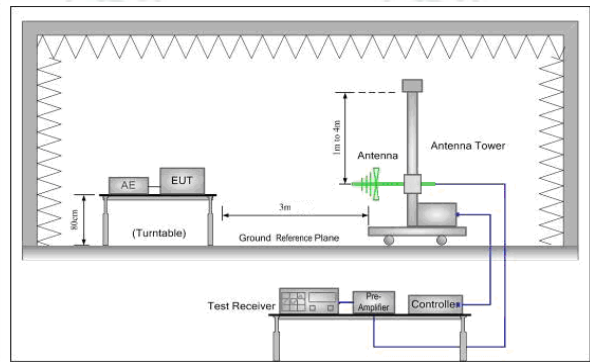 1m to 4m
Antenna
Antenna Tower
AE
EUT
80cm
(Turntable)
3m
Ground Reference Plane
Test Receiver
Pre-
Amplifier
Controller